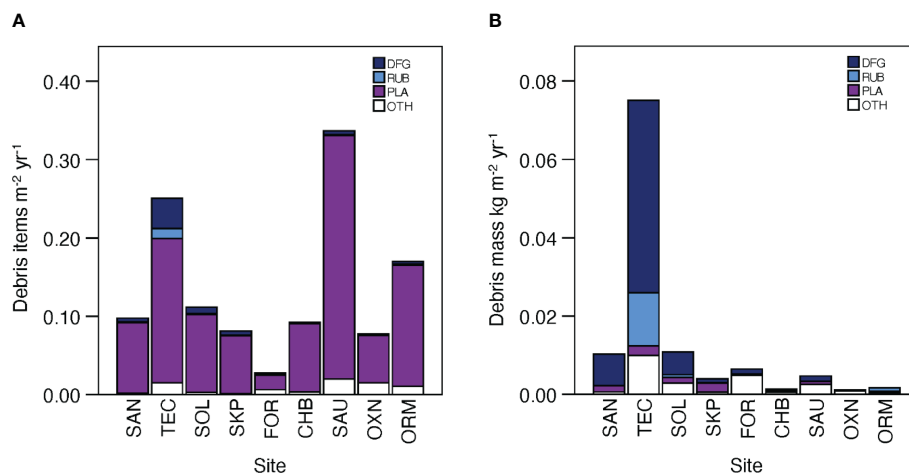 A
Debris items m-2 yr-1
0.40
0.30
0.20
0.10
0.00
DFG
RUB
PLA
OTH
SAN TEC SOL SKP FOR CHB SAU OXN ORM
Site
B
Debris mass kg m-2 yr-1
0.08
0.06
0.04
0.02
0.00
DFG
RUB
PLA
OTH
SAN TEC SOL SKP FOR CHB SAU OXN ORM
Site